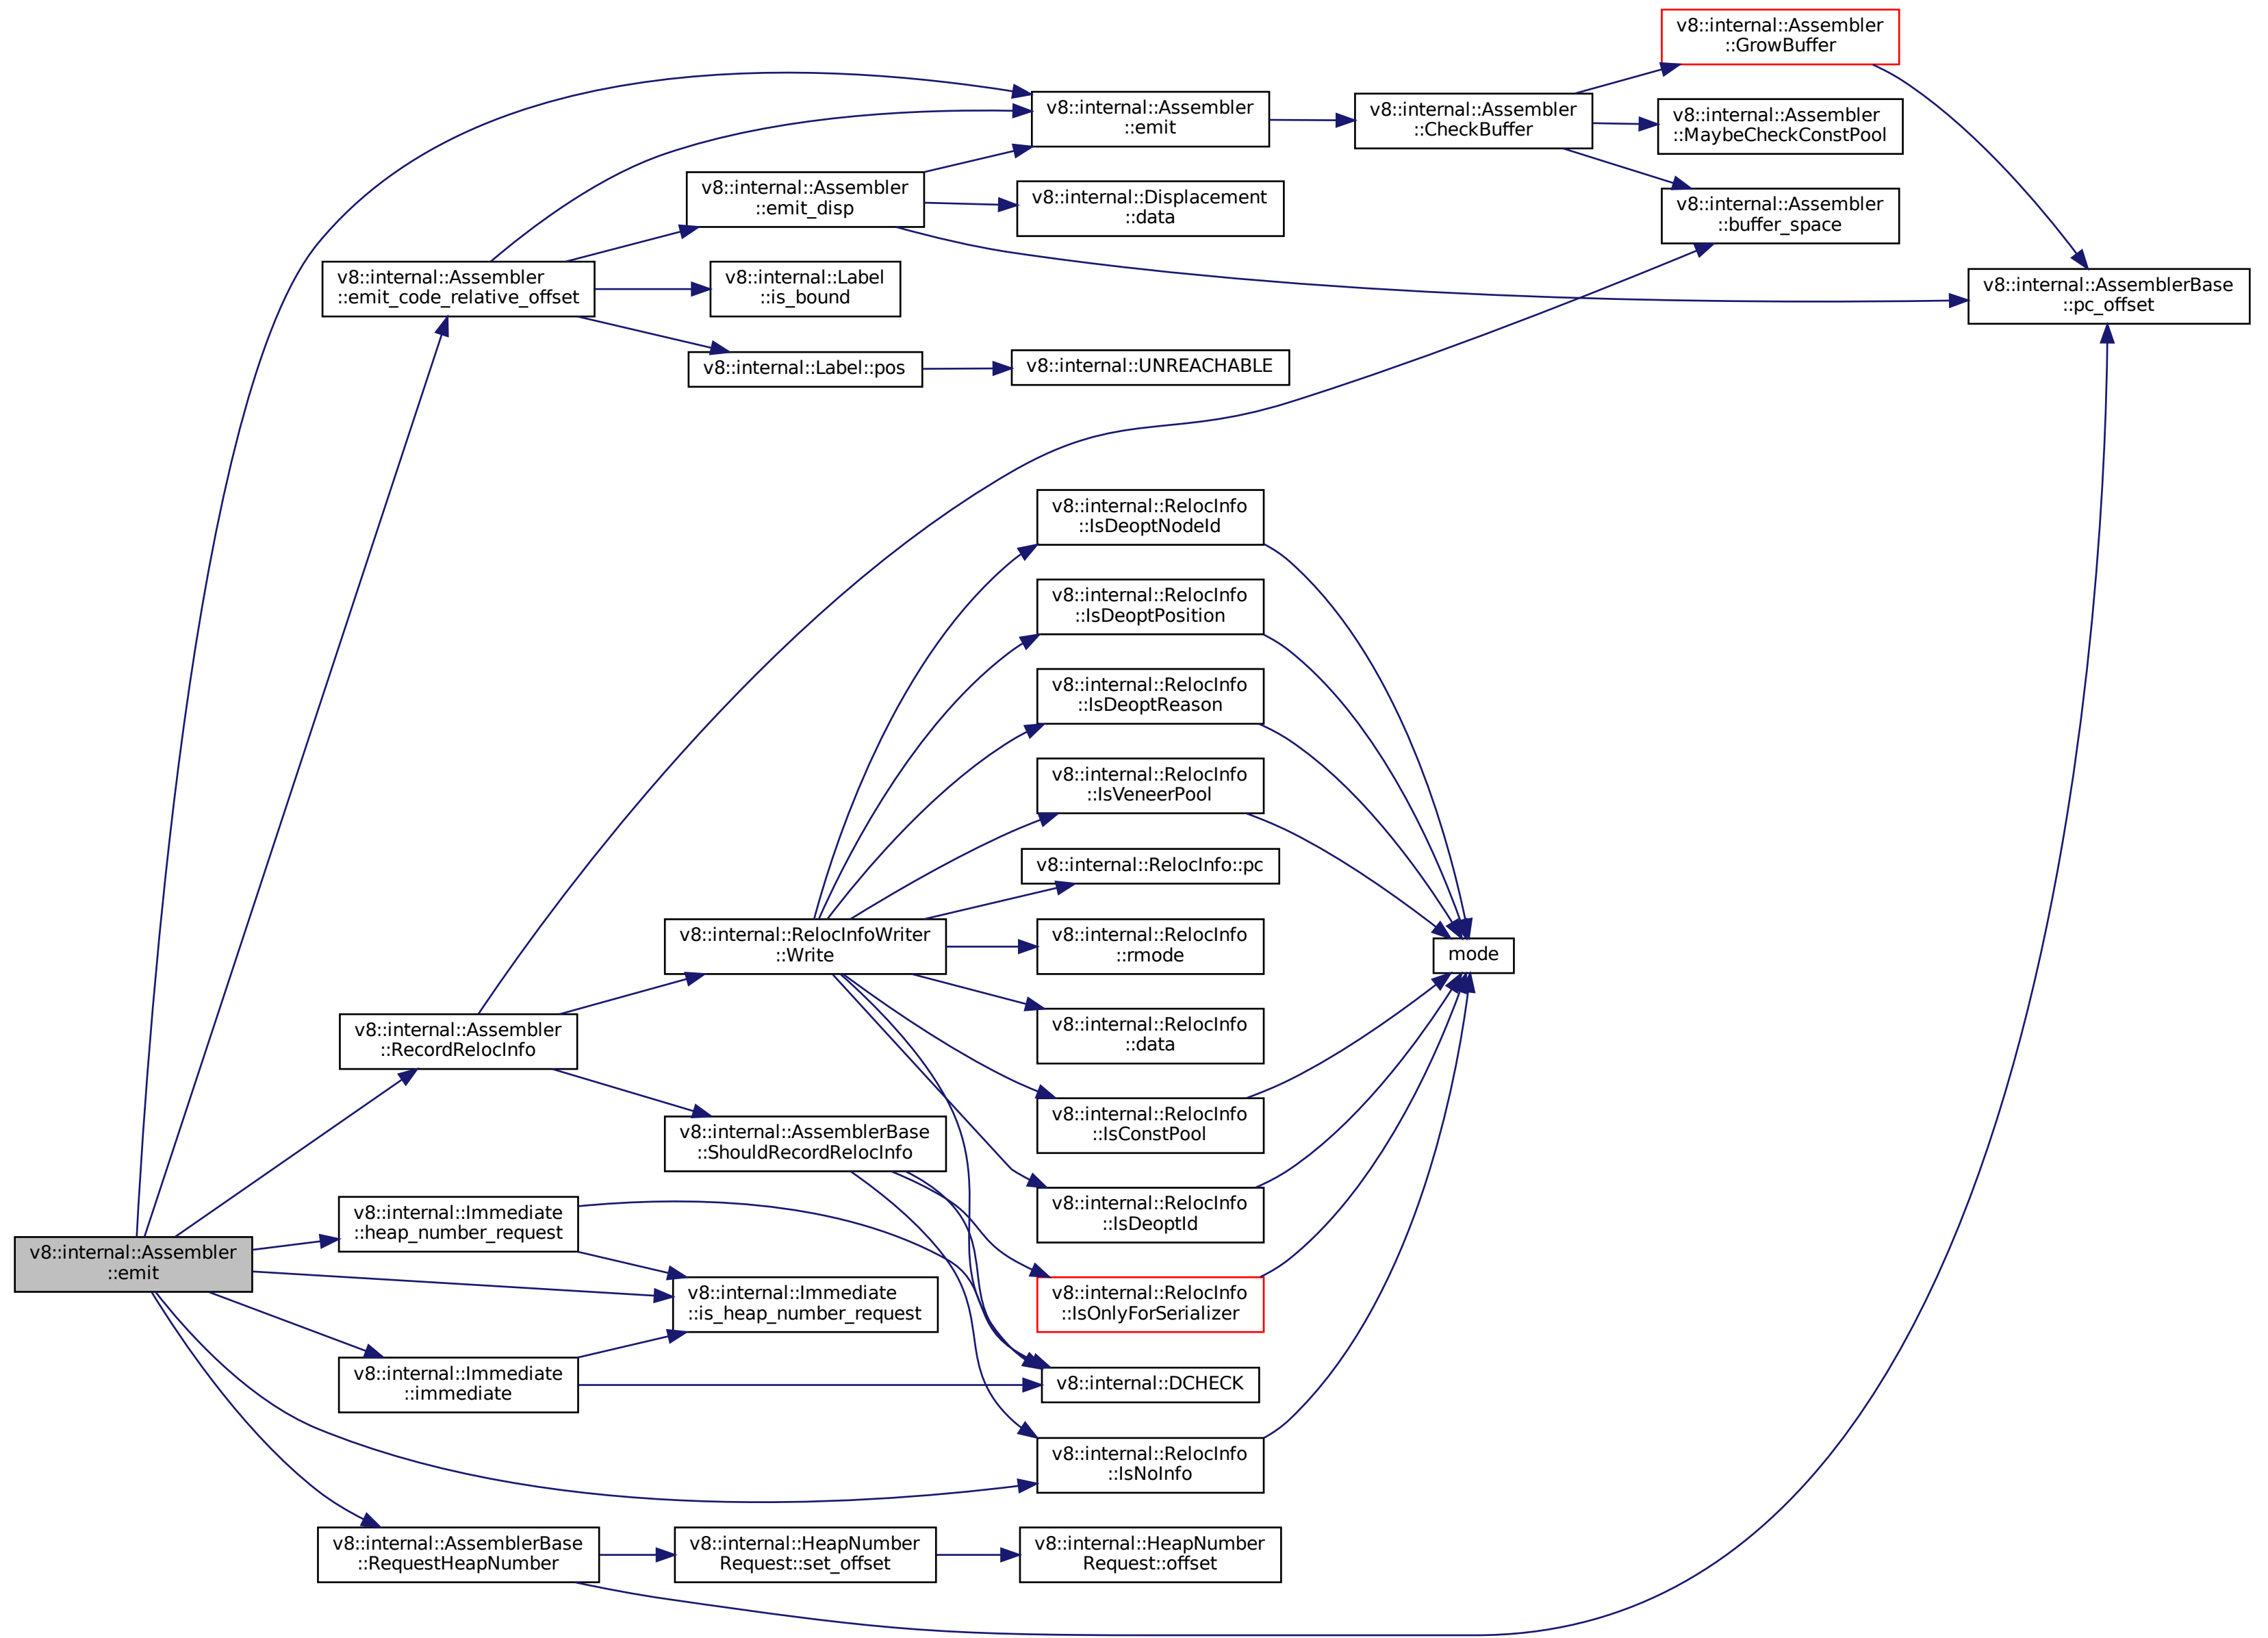 v8::internal::Assembler
::GrowBuffer
v8::internal::Assembler
::emit
v8::internal::Assembler
::CheckBuffer
v8::internal::Assembler
::MaybeCheckConstPool
v8::internal::Assembler
::emit_disp
v8::internal::Displacement
::data
v8::internal::Assembler
::buffer_space
v8::internal::Assembler
::emit_code_relative_offset
v8::internal::Label
::is_bound
v8::internal::AssemblerBase
::pc_offset
v8::internal::Label::pos
v8::internal::UNREACHABLE
v8::internal::RelocInfo
::IsDeoptNodeId
v8::internal::RelocInfo
::IsDeoptPosition
v8::internal::RelocInfo
::IsDeoptReason
v8::internal::RelocInfo
::IsVeneerPool
v8::internal::RelocInfo::pc
v8::internal::RelocInfoWriter
::Write
v8::internal::RelocInfo
::rmode
mode
v8::internal::Assembler
::RecordRelocInfo
v8::internal::RelocInfo
::data
v8::internal::AssemblerBase
::ShouldRecordRelocInfo
v8::internal::RelocInfo
::IsConstPool
v8::internal::Immediate
::heap_number_request
v8::internal::RelocInfo
::IsDeoptId
v8::internal::Assembler
::emit
v8::internal::Immediate
::is_heap_number_request
v8::internal::RelocInfo
::IsOnlyForSerializer
v8::internal::Immediate
::immediate
v8::internal::DCHECK
v8::internal::RelocInfo
::IsNoInfo
v8::internal::AssemblerBase
::RequestHeapNumber
v8::internal::HeapNumber
Request::set_offset
v8::internal::HeapNumber
Request::offset